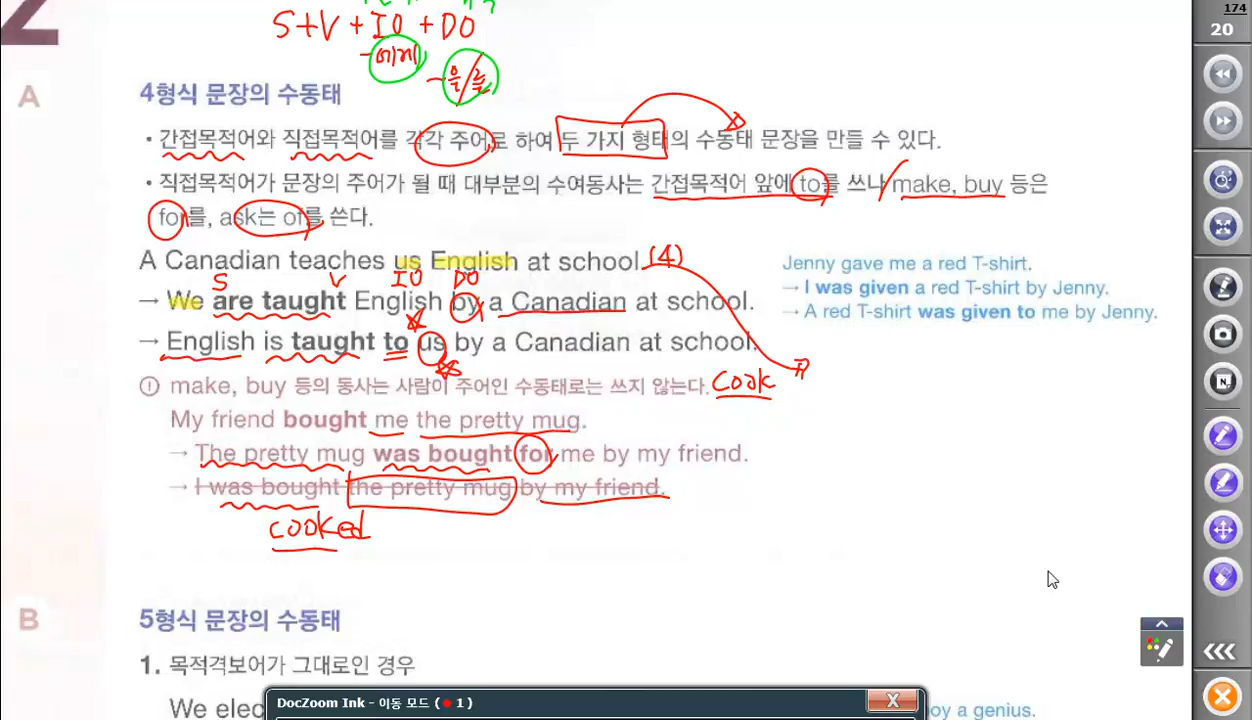 174
20
S+V+IO+DO
-에게
-을/를
A
4형식 문장의 수동태
• 간접목적어와 직접목적어를 각각 주어로 하여 두 가지 형태의 수동태 문장을 만들 수 있다.
• 직접목적어가 문장의 주어가 될 때 대부분의 수여동사는 간접목적어 앞에 to를 쓰나 make, buy 등은
for를, ask는 of를 쓴다.
A Canadian teaches us English at school. (4)
S V IO DO
→ We are taught English by a Canadian at school.
→ English is taught to us by a Canadian at school.
Jenny gave me a red T-shirt.
→ I was given a red T-shirt by Jenny.
→ A red T-shirt was given to me by Jenny.
! make, buy 등의 동사는 사람이 주어인 수동태로는 쓰지 않는다. cook
My friend bought me the pretty mug.
→ The pretty mug was bought for me by my friend.
→ I was bought the pretty mug by my friend.
cooked
B
5형식 문장의 수동태
1. 목적격보어가 그대로인 경우
We elec
oy a genius.
DocZoom Ink - 이동 모드 ( 1 )